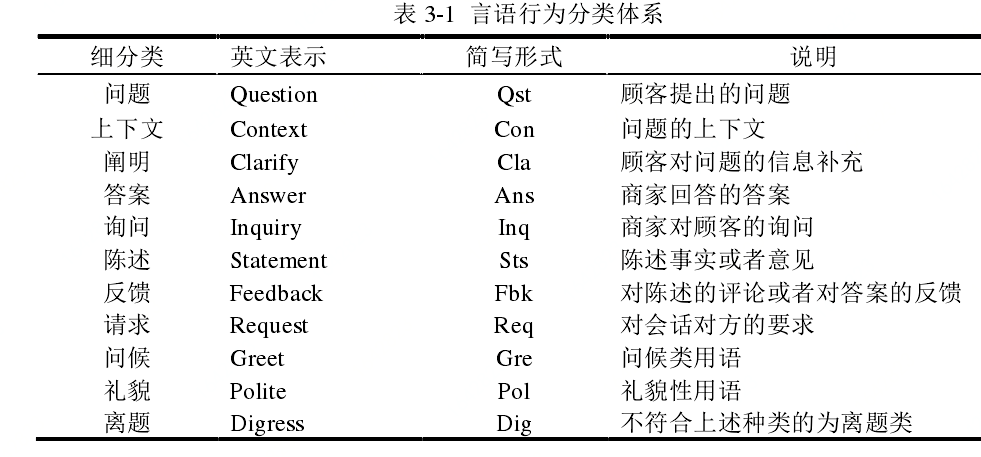 表 3-1 言语行为分类体系
细分类 英文表示 简写形式 说明
问题 Question Qst 顾客提出的问题
上下文 Context Con 问题的上下文
阐明 Clarify Cla 顾客对问题的信息补充
答案 Answer Ans 商家回答的答案
询问 Inquiry Inq 商家对顾客的询问
陈述 Statement Sts 陈述事实或者意见
反馈 Feedback Fbk 对陈述的评论或者对答案的反馈
请求 Request Req 对会话对方的要求
问候 Greet Gre 问候类用语
礼貌 Polite Pol 礼貌性用语
离题 Digress Dig 不符合上述种类的为离题类